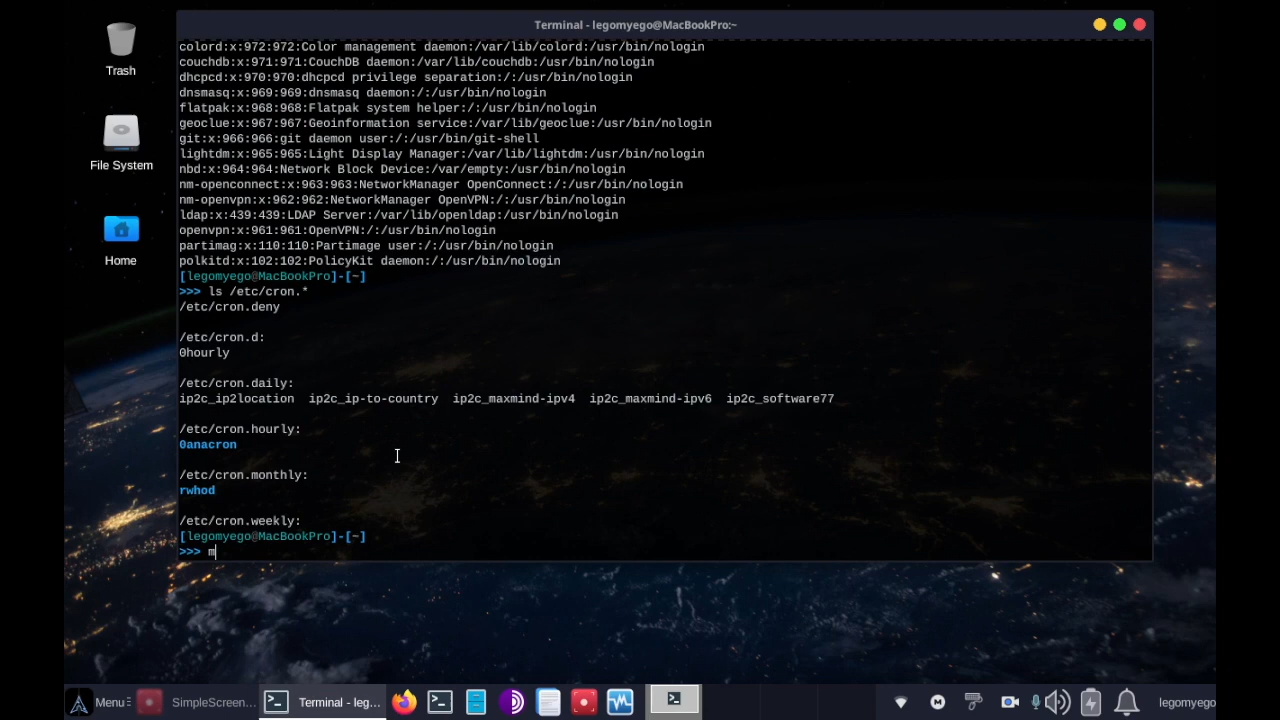 Terminal - legomyego@MacBookPro:~
Trash
File System
Home
colord:x:972:972:Color management daemon:/var/lib/colord:/usr/bin/nologin
couchdb:x:971:971:CouchDB daemon:/var/lib/couchdb:/usr/bin/nologin
dhcpcd:x:970:970:dhcpcd privilege separation:/:/usr/bin/nologin
dnsmasq:x:969:969:dnsmasq daemon:/:/usr/bin/nologin
flatpak:x:968:968:Flatpak system helper:/:/usr/bin/nologin
geoclue:x:967:967:Geoinformation service:/var/lib/geoclue:/usr/bin/nologin
git:x:966:966:git daemon user:/:/usr/bin/git-shell
lightdm:x:965:965:Light Display Manager:/var/lib/lightdm:/usr/bin/nologin
nbd:x:964:964:Network Block Device:/var/empty:/usr/bin/nologin
nm-openconnect:x:963:963:NetworkManager OpenConnect:/:/usr/bin/nologin
nm-openvpn:x:962:962:NetworkManager OpenVPN:/:/usr/bin/nologin
ldap:x:439:439:LDAP Server:/var/lib/openldap:/usr/bin/nologin
openvpn:x:961:961:OpenVPN:/:/usr/bin/nologin
partimag:x:110:110:Partimage user:/:/usr/bin/nologin
polkitd:x:102:102:PolicyKit daemon:/:/usr/bin/nologin
[legomyego@MacBookPro]-[~]
>>> ls /etc/cron.*
/etc/cron.deny
/etc/cron.d:
0hourly
/etc/cron.daily:
ip2c_ip2location ip2c_ip-to-country ip2c_maxmind-ipv4 ip2c_maxmind-ipv6 ip2c_software77
/etc/cron.hourly:
0anacron
/etc/cron.monthly:
rwhod
/etc/cron.weekly:
[legomyego@MacBookPro]-[~]
>>> m
Menu SimpleScreen... Terminal - leg... legomyego